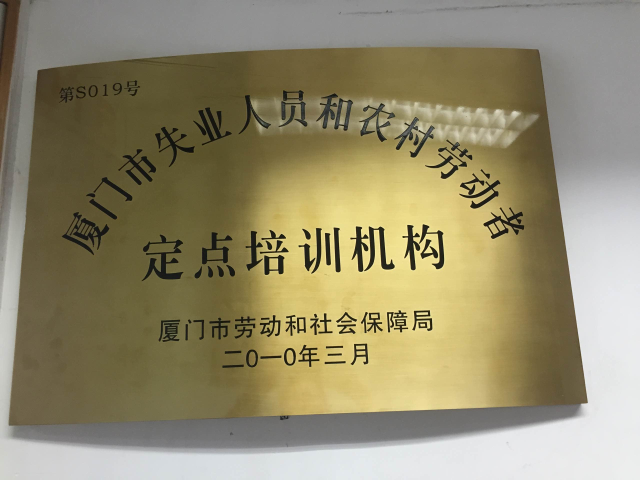 第S019号
厦门市失业人员和农村劳动者
定点培训机构
厦门市劳动和社会保障局
二0一0年三月